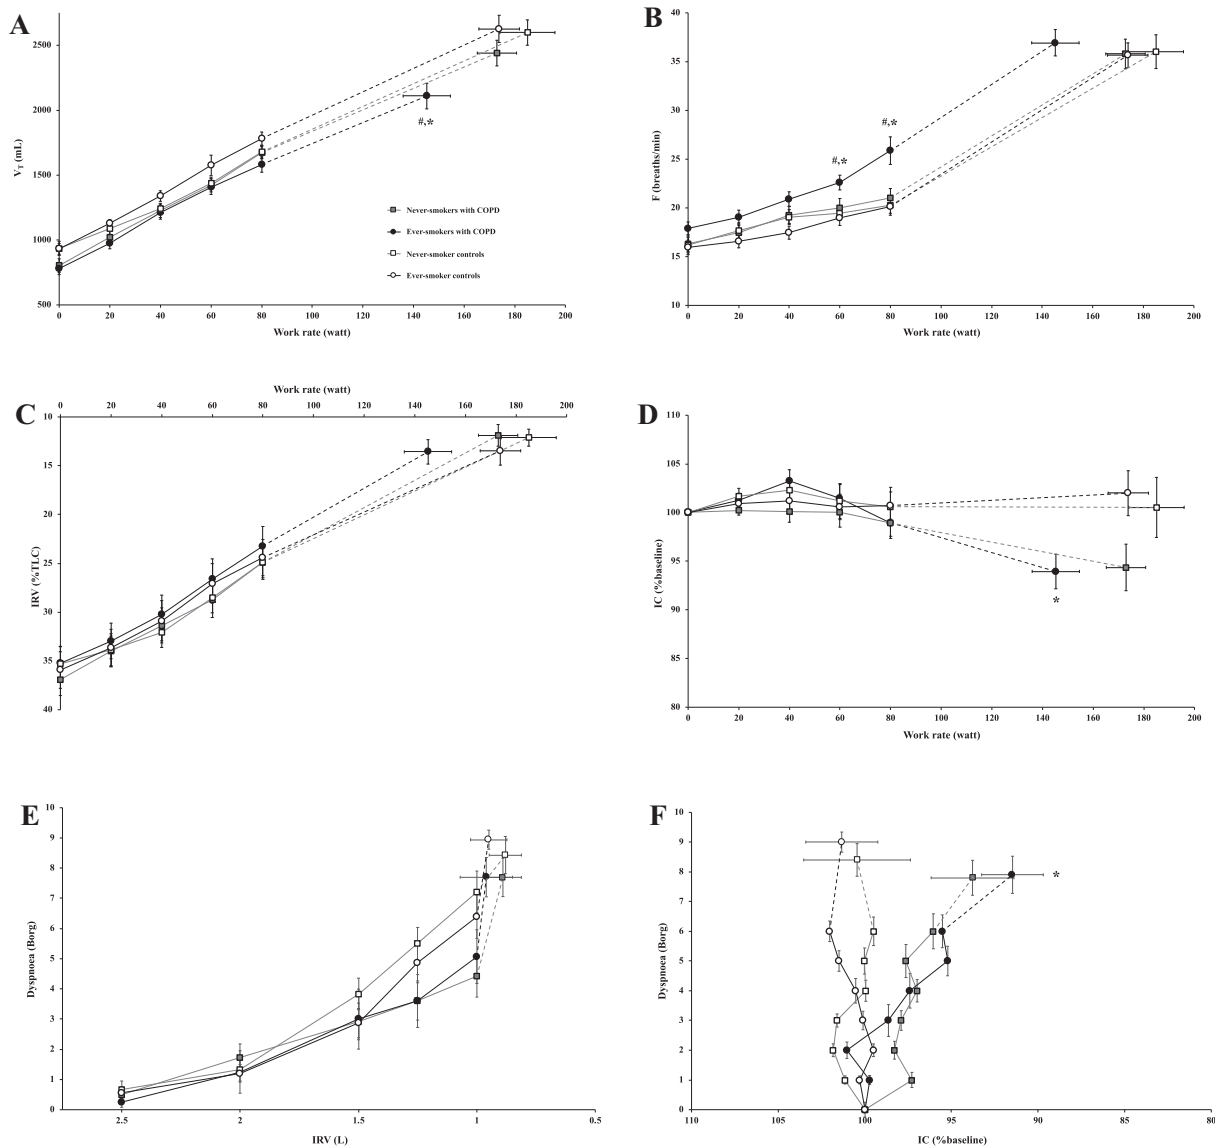 A
V_T (mL)
2500
2000
1500
1000
500
0 20 40 60 80 100 120 140 160 180 200
Work rate (watt)
#,*
Never-smokers with COPD
Ever-smokers with COPD
Never-smoker controls
Ever-smoker controls
B
F (breaths/min)
40
35
30
25
20
15
10
0 20 40 60 80 100 120 140 160 180 200
Work rate (watt)
#,*
#,*
C
Work rate (watt)
0 20 40 60 80 100 120 140 160 180 200
IRV (%TLC)
10
15
20
25
30
35
40
D
IC (%baseline)
110
105
100
95
90
85
80
0 20 40 60 80 100 120 140 160 180 200
Work rate (watt)
*
E
Dyspnoea (Borg)
10
9
8
7
6
5
4
3
2
1
0
2.5 2 1.5 1 0.5
IRV (L)
F
Dyspnoea (Borg)
10
9
8
7
6
5
4
3
2
1
0
110 105 100 95 90 85 80
IC (%baseline)
*